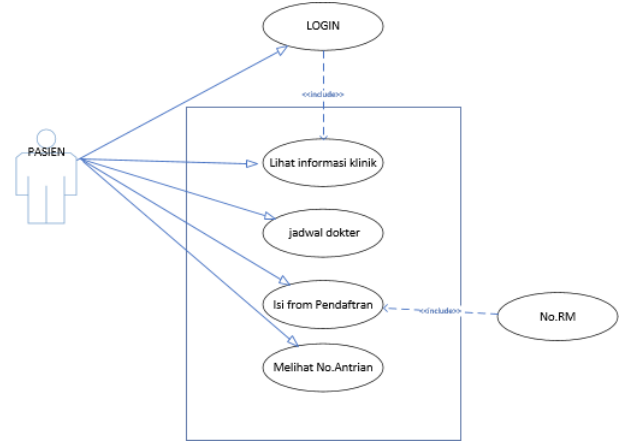 LOGIN
<<include>>
PASIEN
Lihat informasi klinik
jadwal dokter
Isi from Pendaftran
<<include>>
No.RM
Melihat No.Antrian